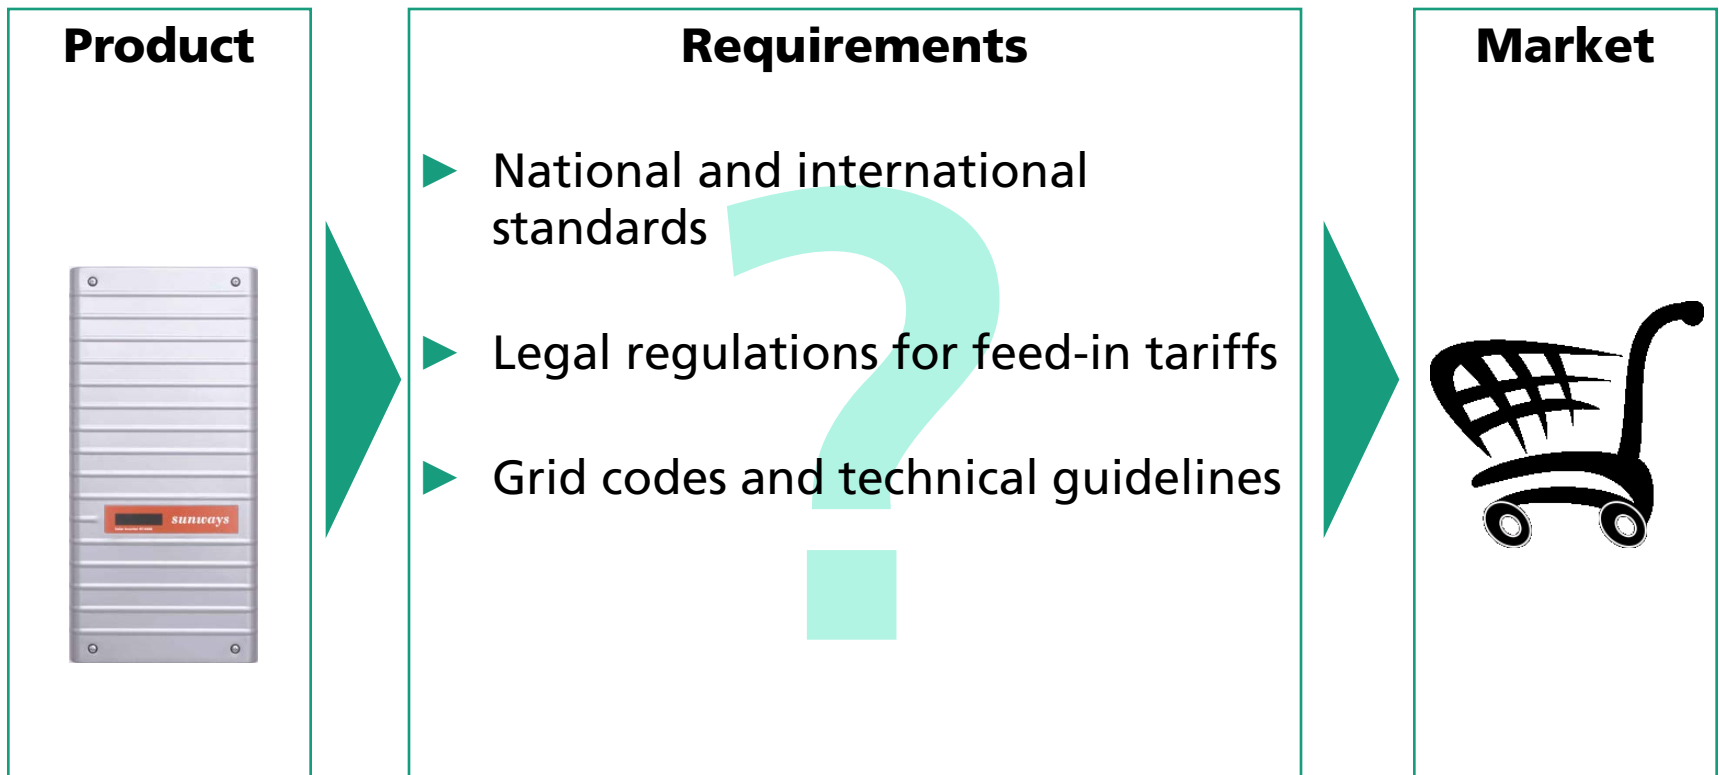 Product
Requirements
Market
National and international
standards
Legal regulations for feed-in tariffs
Grid codes and technical guidelines
?
sunways